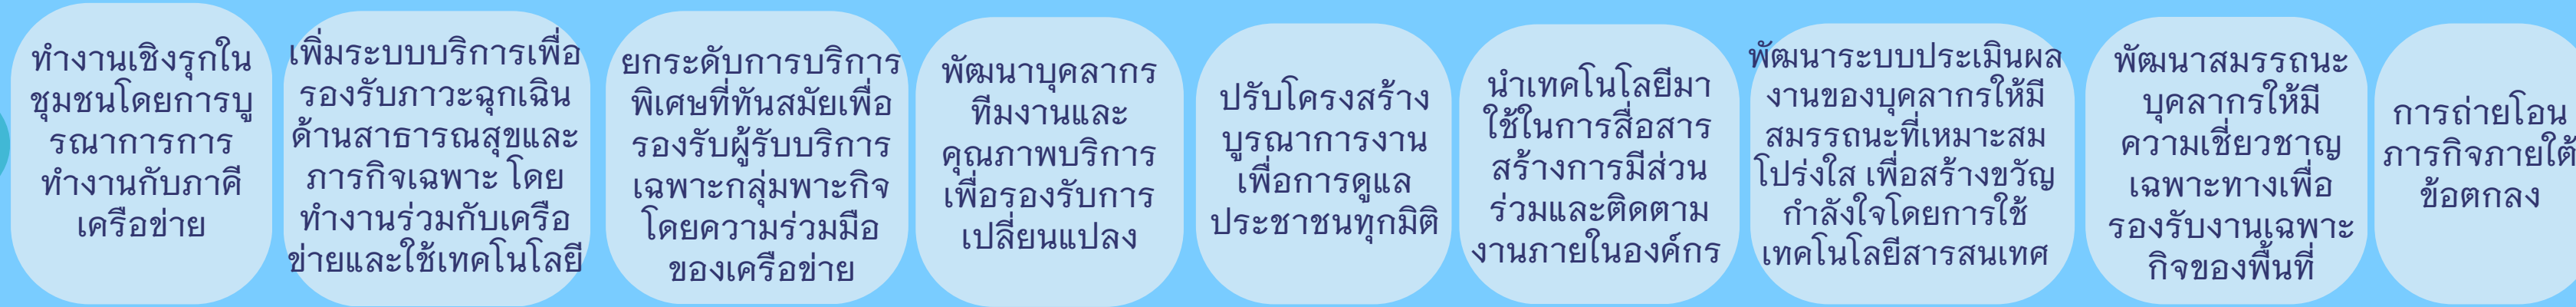 ทำงานเชิงรุกใน
ชุมชนโดยการบู
รณาการการ
ทำงานกับภาคี
เครือข่าย
เพิ่มระบบบริการเพื่อ
รองรับภาวะฉุกเฉิน
ด้านสาธารณสุขและ
ภารกิจเฉพาะ โดย
ทำงานร่วมกับเครือ
ข่ายและใช้เทคโนโลยี
ยกระดับการบริการ
พิเศษที่ทันสมัยเพื่อ
รองรับผู้รับบริการ
เฉพาะกลุ่มพะกิจ
โดยความร่วมมือ
ของเครือข่าย
พัฒนาบุคลากร
ทีมงานและ
คุณภาพบริการ
เพื่อรองรับการ
เปลี่ยนแปลง
ปรับโครงสร้าง
บูรณาการงาน
เพื่อการดูแล
ประชาชนทุกมิติ
นำเทคโนโลยีมา
ใช้ในการสื่อสาร
สร้างการมีส่วน
ร่วมและติดตาม
งานภายในองค์กร
พัฒนาระบบประเมินผล
งานของบุคลากรให้มี
สมรรถนะที่เหมาะสม
โปร่งใส เพื่อสร้างขวัญ
กำลังใจโดยการใช้
เทคโนโลยีสารสนเทศ
พัฒนาสมรรถนะ
บุคลากรให้มี
ความเชี่ยวชาญ
เฉพาะทางเพื่อ
รองรับงานเฉพาะ
กิจของพื้นที่
การถ่ายโอน
ภารกิจภายใต้
ข้อตกลง